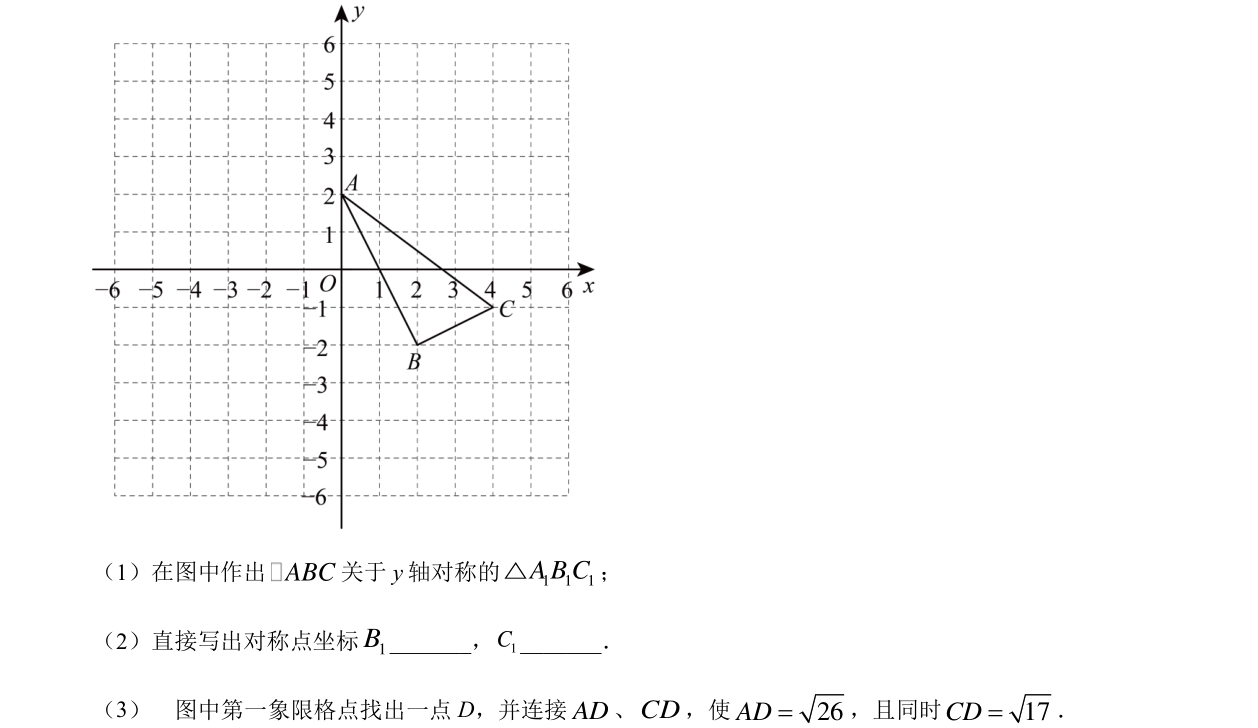 y
6
5
4
3
A
2
1
O
−6 −5 −4 −3 −2 −1 1 2 3 4 5 6 x
−1 C
−2
B
−3
−4
−5
−6
（1）在图中作出□ABC关于y轴对称的△A₁B₁C₁；
（2）直接写出对称点坐标B₁_______，C₁_______.
（3） 图中第一象限格点找出一点D，并连接AD、CD，使AD=√26，且同时CD=√17．